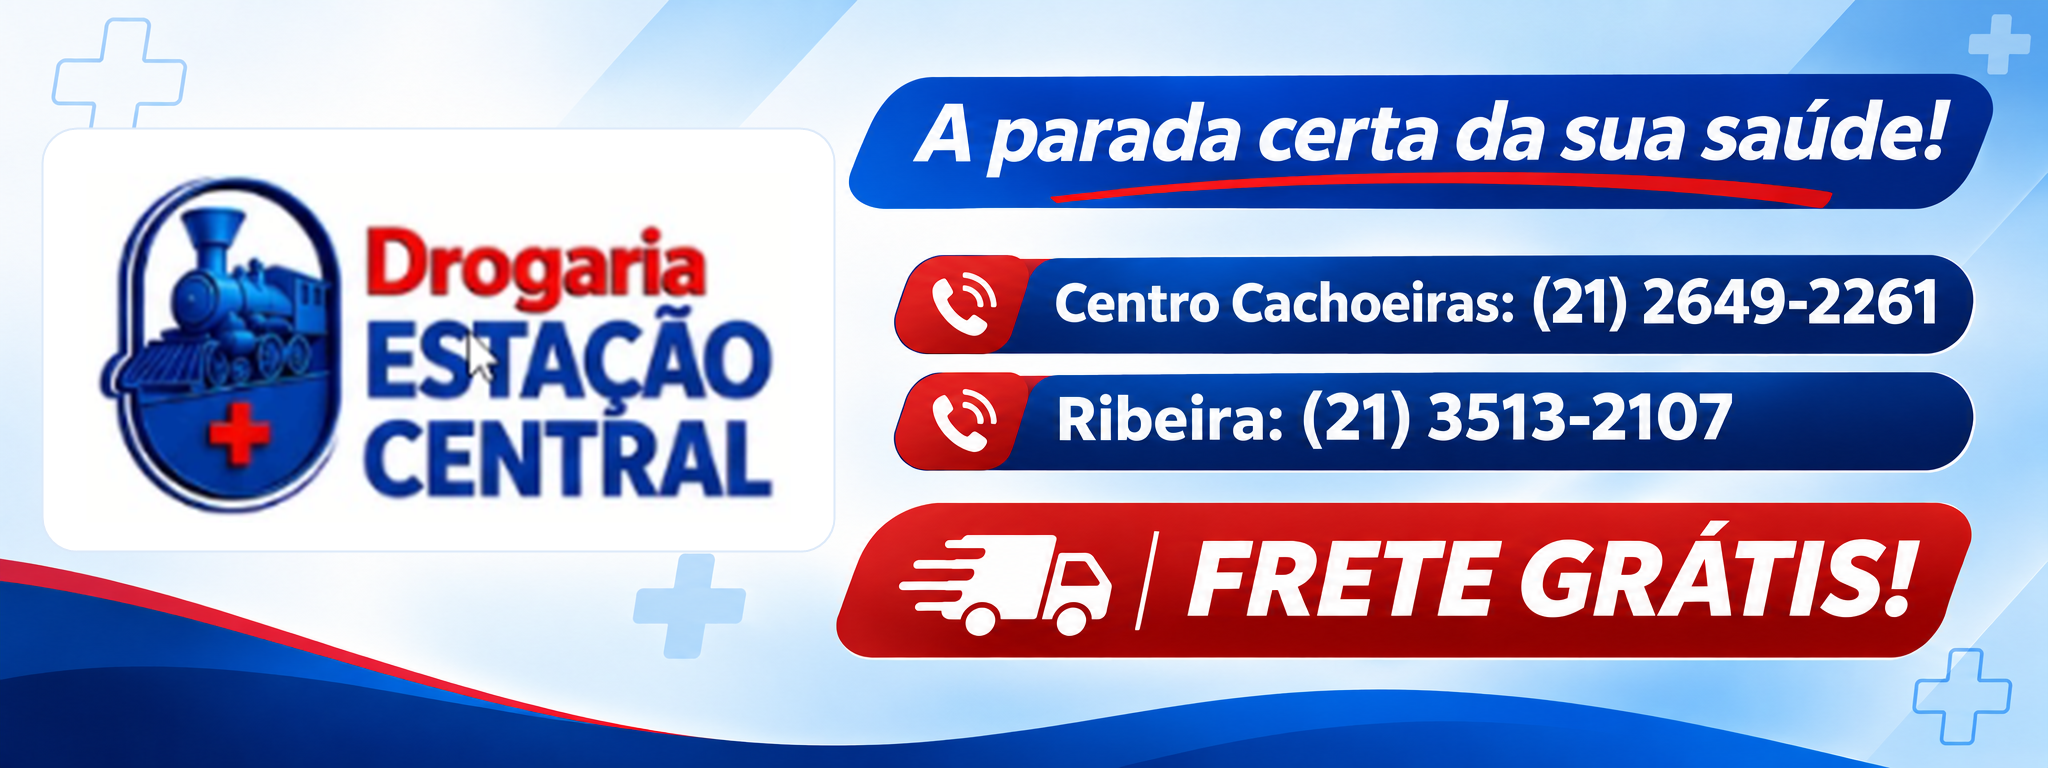 Drogaria
ESTAÇÃO
CENTRAL
A parada certa da sua saúde!
Centro Cachoeiras: (21) 2649-2261
Ribeira: (21) 3513-2107
FRETE GRÁTIS!